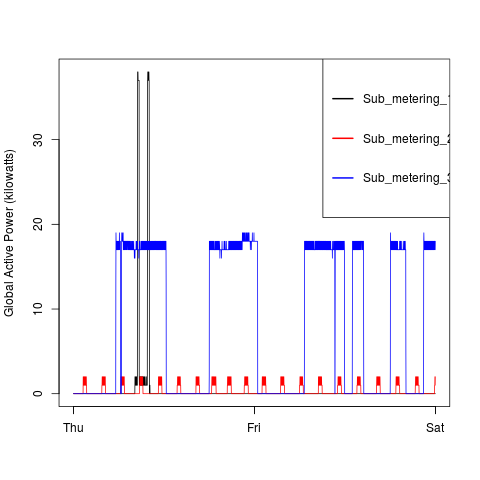 Global Active Power (kilowatts)
30
20
10
0
Thu
Fri
Sat
Sub_metering_1
Sub_metering_2
Sub_metering_3